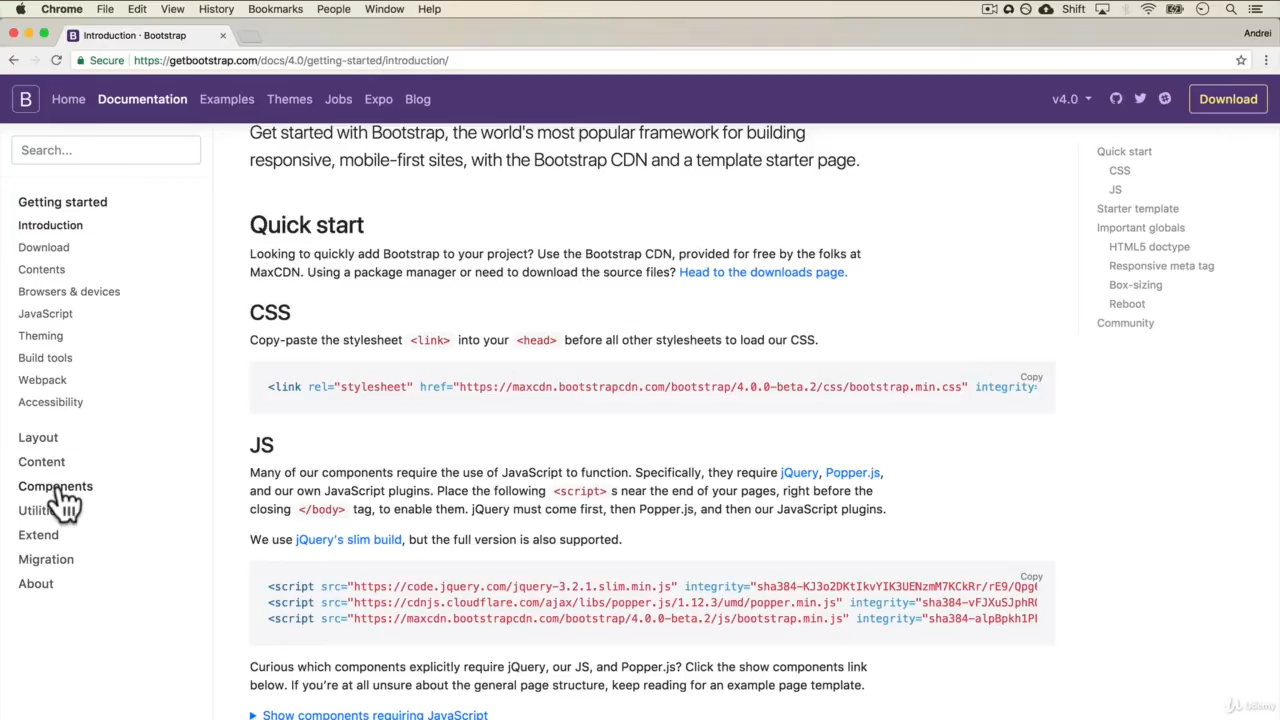 Chrome File Edit View History Bookmarks People Window Help Shift
Introduction · Bootstrap × Andrei
Secure https://getbootstrap.com/docs/4.0/getting-started/introduction/
B Home Documentation Examples Themes Jobs Expo Blog v4.0 Download
Search...
Getting started
Introduction
Download
Contents
Browsers & devices
JavaScript
Theming
Build tools
Webpack
Accessibility
Layout
Content
Components
Extend
Migration
About
Get started with Bootstrap, the world's most popular framework for building
responsive, mobile-first sites, with the Bootstrap CDN and a template starter page.
Quick start
Looking to quickly add Bootstrap to your project? Use the Bootstrap CDN, provided for free by the folks at
MaxCDN. Using a package manager or need to download the source files? Head to the downloads page.
CSS
Copy-paste the stylesheet <link> into your <head> before all other stylesheets to load our CSS.
Copy
<link rel="stylesheet" href="https://maxcdn.bootstrapcdn.com/bootstrap/4.0.0-beta.2/css/bootstrap.min.css" integrity=
JS
Many of our components require the use of JavaScript to function. Specifically, they require jQuery, Popper.js,
and our own JavaScript plugins. Place the following <script> s near the end of your pages, right before the
closing </body> tag, to enable them. jQuery must come first, then Popper.js, and then our JavaScript plugins.
We use jQuery's slim build, but the full version is also supported.
Copy
<script src="https://code.jquery.com/jquery-3.2.1.slim.min.js" integrity="sha384-KJ3o2DKtIkvYIK3UENzmM7KCkRr/rE9/Qpg6
<script src="https://cdnjs.cloudflare.com/ajax/libs/popper.js/1.12.3/umd/popper.min.js" integrity="sha384-vFJXuSJphR0
<script src="https://maxcdn.bootstrapcdn.com/bootstrap/4.0.0-beta.2/js/bootstrap.min.js" integrity="sha384-alpBpkh1P
Curious which components explicitly require jQuery, our JS, and Popper.js? Click the show components link
below. If you're at all unsure about the general page structure, keep reading for an example page template.
Show components requiring JavaScript
Quick start
CSS
JS
Starter template
Important globals
HTML5 doctype
Responsive meta tag
Box-sizing
Reboot
Community
Udemy